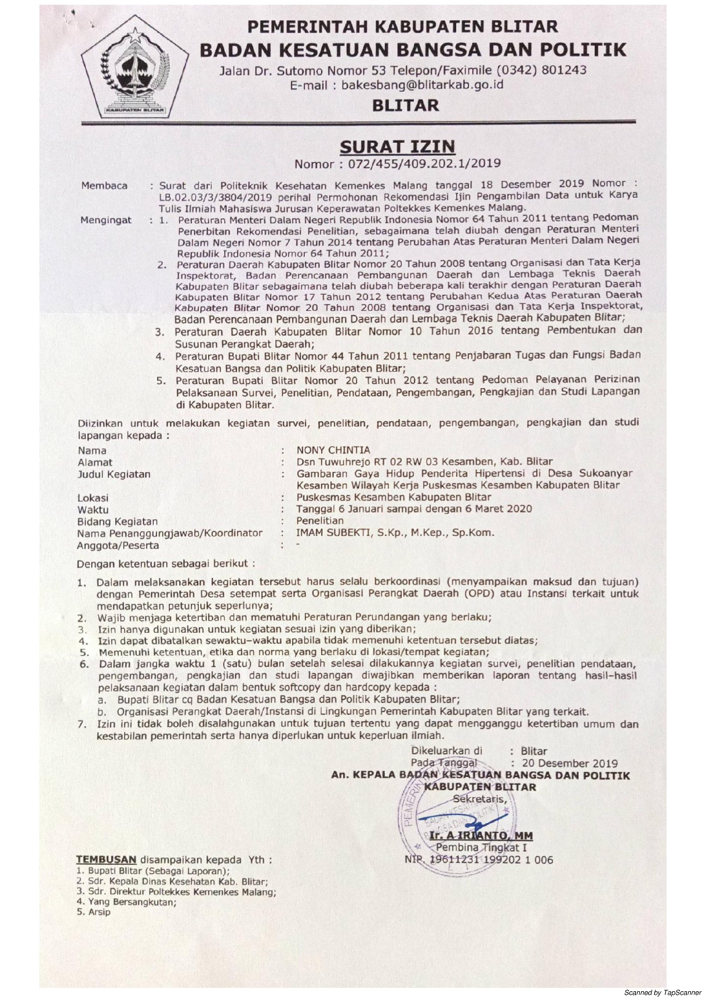 PEMERINTAH KABUPATEN BLITAR
BADAN KESATUAN BANGSA DAN POLITIK
Jalan Dr. Sutomo Nomor 53 Telepon/Faximile (0342) 801243
E-mail : bakesbang@blitarkab.go.id
BLITAR
KABUPATEN BLITAR
SURAT IZIN
Nomor : 072/455/409.202.1/2019
Membaca : Surat dari Politeknik Kesehatan Kemenkes Malang tanggal 18 Desember 2019 Nomor :
LB.02.03/3/3804/2019 perihal Permohonan Rekomendasi Ijin Pengambilan Data untuk Karya
Tulis Ilmiah Mahasiswa Jurusan Keperawatan Poltekkes Kemenkes Malang.
Mengingat : 1. Peraturan Menteri Dalam Negeri Republik Indonesia Nomor 64 Tahun 2011 tentang Pedoman
Penerbitan Rekomendasi Penelitian, sebagaimana telah diubah dengan Peraturan Menteri
Dalam Negeri Nomor 7 Tahun 2014 tentang Perubahan Atas Peraturan Menteri Dalam Negeri
Republik Indonesia Nomor 64 Tahun 2011;
2. Peraturan Daerah Kabupaten Blitar Nomor 20 Tahun 2008 tentang Organisasi dan Tata Kerja
Inspektorat, Badan Perencanaan Pembangunan Daerah dan Lembaga Teknis Daerah
Kabupaten Blitar sebagaimana telah diubah beberapa kali terakhir dengan Peraturan Daerah
Kabupaten Blitar Nomor 17 Tahun 2012 tentang Perubahan Kedua Atas Peraturan Daerah
Kabupaten Blitar Nomor 20 Tahun 2008 tentang Organisasi dan Tata Kerja Inspektorat,
Badan Perencanaan Pembangunan Daerah dan Lembaga Teknis Daerah Kabupaten Blitar;
3. Peraturan Daerah Kabupaten Blitar Nomor 10 Tahun 2016 tentang Pembentukan dan
Susunan Perangkat Daerah;
4. Peraturan Bupati Blitar Nomor 44 Tahun 2011 tentang Penjabaran Tugas dan Fungsi Badan
Kesatuan Bangsa dan Politik Kabupaten Blitar;
5. Peraturan Bupati Blitar Nomor 20 Tahun 2012 tentang Pedoman Pelayanan Perizinan
Pelaksanaan Survei, Penelitian, Pendataan, Pengembangan, Pengkajian dan Studi Lapangan
di Kabupaten Blitar.
Diizinkan untuk melakukan kegiatan survei, penelitian, pendataan, pengembangan, pengkajian dan studi
lapangan kepada :
Nama : NONY CHINTIA
Alamat : Dsn Tuwuhrejo RT 02 RW 03 Kesamben, Kab. Blitar
Judul Kegiatan : Gambaran Gaya Hidup Penderita Hipertensi di Desa Sukoanyar
Kesamben Wilayah Kerja Puskesmas Kesamben Kabupaten Blitar
Lokasi : Puskesmas Kesamben Kabupaten Blitar
Waktu : Tanggal 6 Januari sampai dengan 6 Maret 2020
Bidang Kegiatan : Penelitian
Nama Penanggungjawab/Koordinator : IMAM SUBEKTI, S.Kp., M.Kep., Sp.Kom.
Anggota/Peserta : -
Dengan ketentuan sebagai berikut :
1. Dalam melaksanakan kegiatan tersebut harus selalu berkoordinasi (menyampaikan maksud dan tujuan)
dengan Pemerintah Desa setempat serta Organisasi Perangkat Daerah (OPD) atau Instansi terkait untuk
mendapatkan petunjuk seperlunya;
2. Wajib menjaga ketertiban dan mematuhi Peraturan Perundangan yang berlaku;
3. Izin hanya digunakan untuk kegiatan sesuai izin yang diberikan;
4. Izin dapat dibatalkan sewaktu-waktu apabila tidak memenuhi ketentuan tersebut diatas;
5. Memenuhi ketentuan, etika dan norma yang berlaku di lokasi/tempat kegiatan;
6. Dalam jangka waktu 1 (satu) bulan setelah selesai dilakukannya kegiatan survei, penelitian pendataan,
pengembangan, pengkajian dan studi lapangan diwajibkan memberikan laporan tentang hasil-hasil
pelaksanaan kegiatan dalam bentuk softcopy dan hardcopy kepada :
a. Bupati Blitar cq Badan Kesatuan Bangsa dan Politik Kabupaten Blitar;
b. Organisasi Perangkat Daerah/Instansi di Lingkungan Pemerintah Kabupaten Blitar yang terkait.
7. Izin ini tidak boleh disalahgunakan untuk tujuan tertentu yang dapat mengganggu ketertiban umum dan
kestabilan pemerintah serta hanya diperlukan untuk keperluan ilmiah.
Dikeluarkan di : Blitar
Pada Tanggal : 20 Desember 2019
An. KEPALA BADAN KESATUAN BANGSA DAN POLITIK
KABUPATEN BLITAR
Sekretaris,
BADAN KESATUAN
BANGSA DAN POLITIK
Ir. A IRIANTO, MM
Pembina Tingkat I
NIP. 19611231 199202 1 006
TEMBUSAN disampaikan kepada Yth :
1. Bupati Blitar (Sebagai Laporan);
2. Sdr. Kepala Dinas Kesehatan Kab. Blitar;
3. Sdr. Direktur Poltekkes Kemenkes Malang;
4. Yang Bersangkutan;
5. Arsip
Scanned by TapScanner